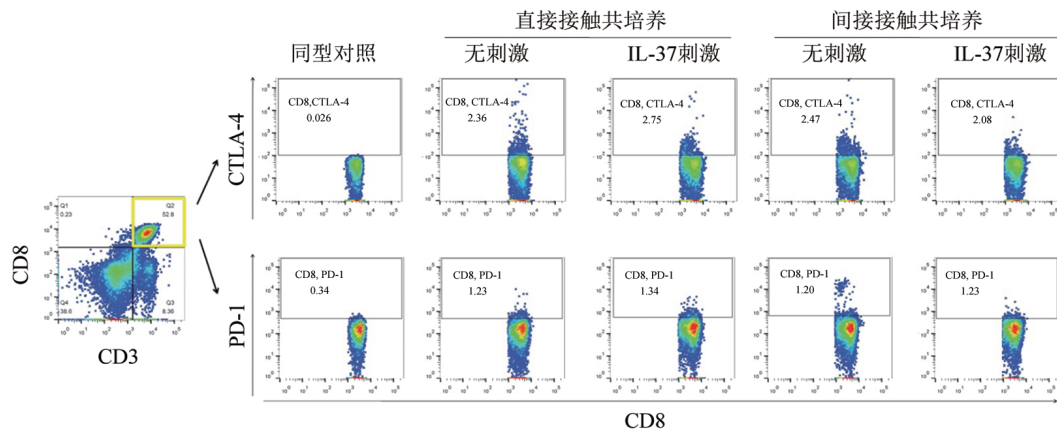 直接接触共培养
间接接触共培养
同型对照
无刺激
IL-37刺激
无刺激
IL-37刺激
CTLA-4
CD8,CTLA-4
0.026
CD8, CTLA-4
2.36
CD8, CTLA-4
2.75
CD8, CTLA-4
2.47
CD8, CTLA-4
2.08
Q1
0.23
Q2
52.8
Q4
38.6
Q3
8.36
CD8
CD3
PD-1
CD8, PD-1
0.34
CD8, PD-1
1.23
CD8, PD-1
1.34
CD8, PD-1
1.20
CD8, PD-1
1.23
CD8